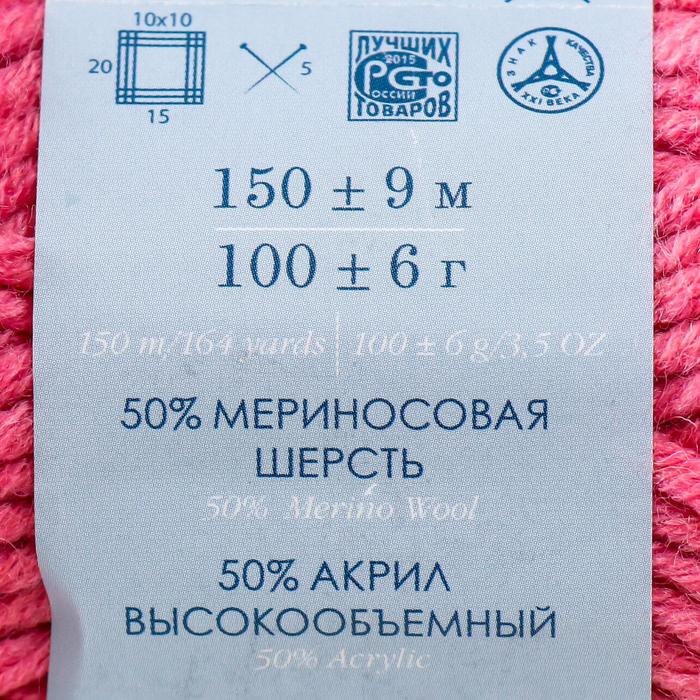 10x10
20
15
5
ЛУЧШИХ
2015
СТО
РОССИИ
ТОВАРОВ
ЗНАК КАЧЕСТВА
XXI ВЕКА
150 ± 9 м
100 ± 6 г
150 m/164 yards | 100 ± 6 g/3,5 OZ
50% МЕРИНОСОВАЯ
ШЕРСТЬ
50% Merino Wool
50% АКРИЛ
ВЫСОКООБЪЕМНЫЙ
50% Acrylic